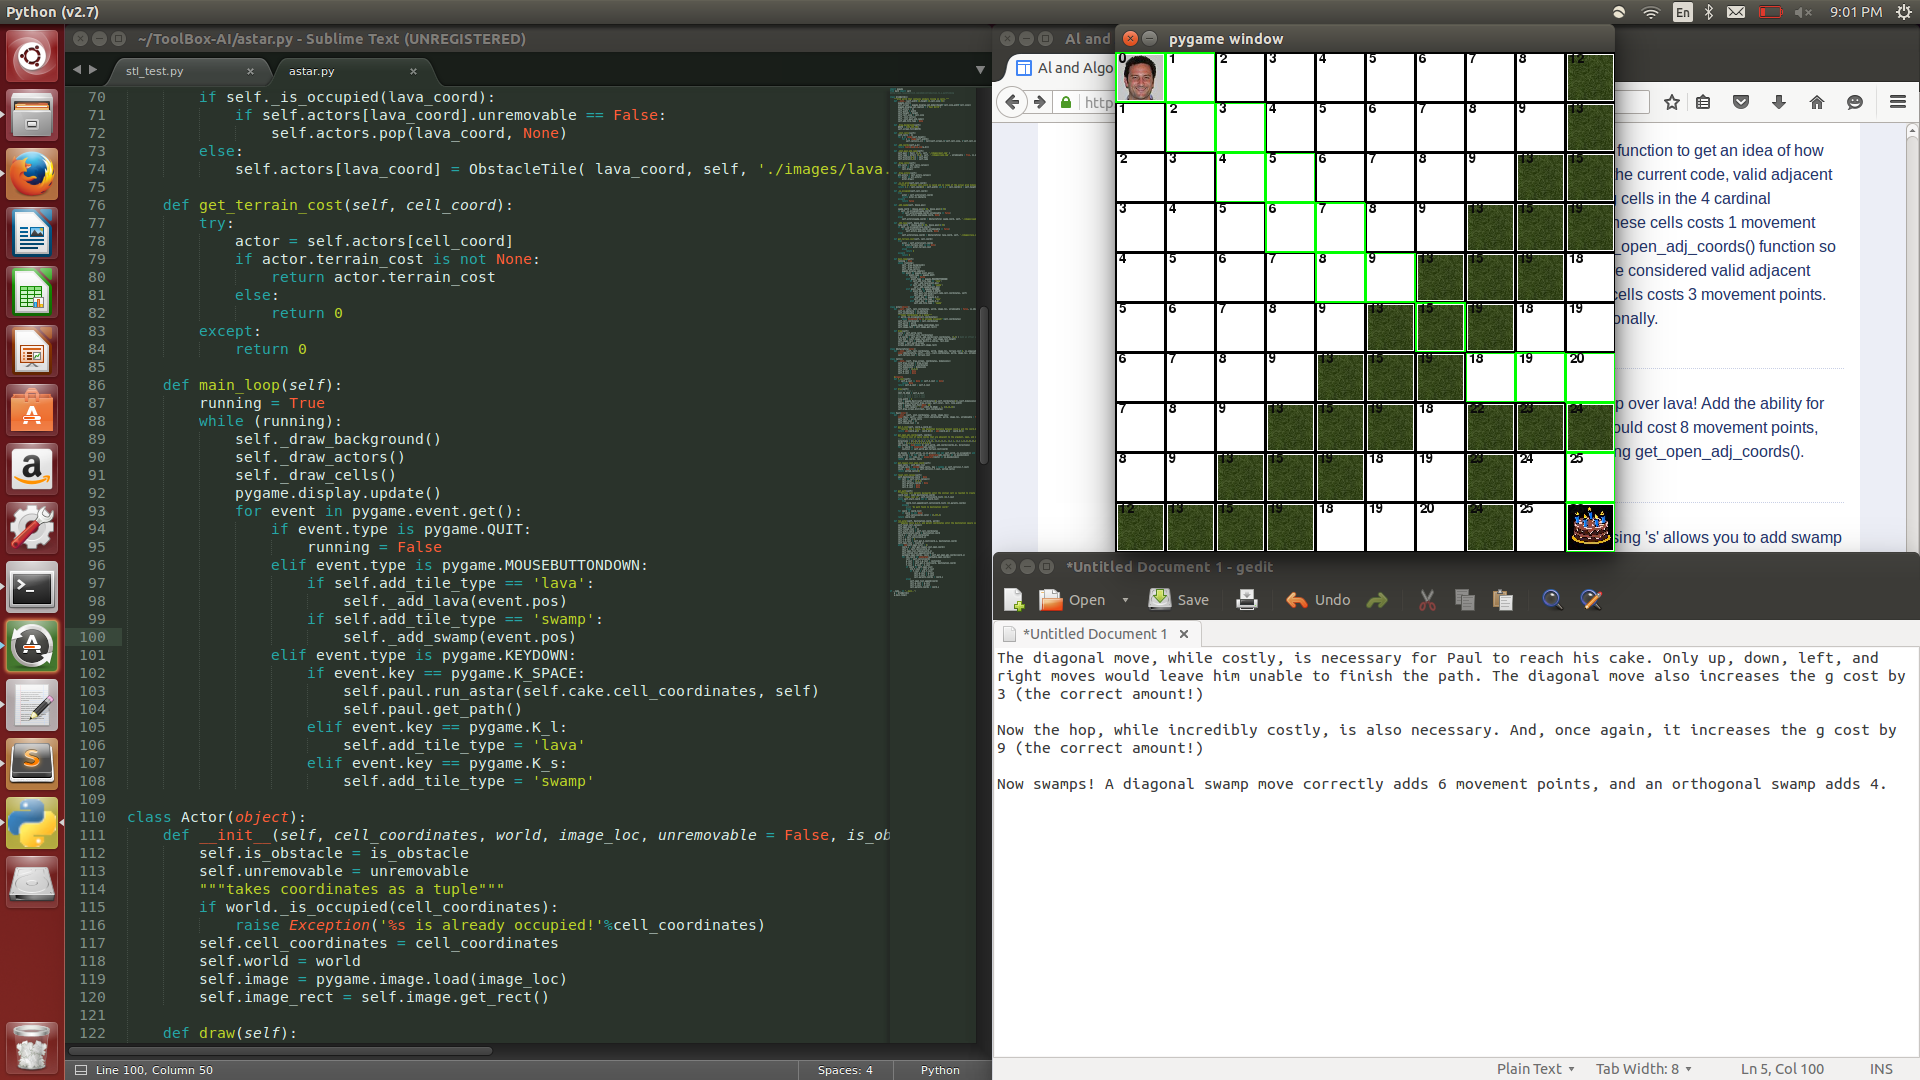 Python (v2.7)
En
9:01 PM
~/ToolBox-AI/astar.py - Sublime Text (UNREGISTERED)
stl_test.py
astar.py
70 if self._is_occupied(lava_coord):
71 if self.actors[lava_coord].unremovable == False:
72 self.actors.pop(lava_coord, None)
73 else:
74 self.actors[lava_coord] = ObstacleTile( lava_coord, self, './images/lava.
75
76 def get_terrain_cost(self, cell_coord):
77 try:
78 actor = self.actors[cell_coord]
79 if actor.terrain_cost is not None:
80 return actor.terrain_cost
81 else:
82 return 0
83 except:
84 return 0
85
86 def main_loop(self):
87 running = True
88 while (running):
89 self._draw_background()
90 self._draw_actors()
91 self._draw_cells()
92 pygame.display.update()
93 for event in pygame.event.get():
94 if event.type is pygame.QUIT:
95 running = False
96 elif event.type is pygame.MOUSEBUTTONDOWN:
97 if self.add_tile_type == 'lava':
98 self._add_lava(event.pos)
99 if self.add_tile_type == 'swamp':
100 self._add_swamp(event.pos)
101 elif event.type is pygame.KEYDOWN:
102 if event.key == pygame.K_SPACE:
103 self.paul.run_astar(self.cake.cell_coordinates, self)
104 self.paul.get_path()
105 elif event.key == pygame.K_l:
106 self.add_tile_type = 'lava'
107 elif event.key == pygame.K_s:
108 self.add_tile_type = 'swamp'
109
110 class Actor(object):
111 def __init__(self, cell_coordinates, world, image_loc, unremovable = False, is_ob
112 self.is_obstacle = is_obstacle
113 self.unremovable = unremovable
114 """takes coordinates as a tuple"""
115 if world._is_occupied(cell_coordinates):
116 raise Exception('%s is already occupied!'%cell_coordinates)
117 self.cell_coordinates = cell_coordinates
118 self.world = world
119 self.image = pygame.image.load(image_loc)
120 self.image_rect = self.image.get_rect()
121
122 def draw(self):
Line 100, Column 50
Spaces: 4
Python
AI and
AI and Algo
http
pygame window
0 1 2 3 4 5 6 7 8 12
1 2 3 4 5 6 7 8 9 13
2 3 4 5 6 7 8 9 13 15
3 4 5 6 7 8 9 13 15 19
4 5 6 7 8 9 13 15 19 18
5 6 7 8 9 13 15 19 18 19
6 7 8 9 13 15 19 18 19 20
7 8 9 13 15 19 18 22 23 24
8 9 13 15 19 18 19 23 24 25
12 13 15 19 18 19 20 24 25
function to get an idea of how
he current code, valid adjacent
cells in the 4 cardinal
nese cells costs 1 movement
_open_adj_coords() function so
e considered valid adjacent
cells costs 3 movement points.
onally.
p over lava! Add the ability for
ould cost 8 movement points,
ng get_open_adj_coords().
sing 's' allows you to add swamp
*Untitled Document 1 - gedit
Open
Save
Undo
*Untitled Document 1
The diagonal move, while costly, is necessary for Paul to reach his cake. Only up, down, left, and
right moves would leave him unable to finish the path. The diagonal move also increases the g cost by
3 (the correct amount!)
Now the hop, while incredibly costly, is also necessary. And, once again, it increases the g cost by
9 (the correct amount!)
Now swamps! A diagonal swamp move correctly adds 6 movement points, and an orthogonal swamp adds 4.
Plain Text
Tab Width: 8
Ln 5, Col 100
INS